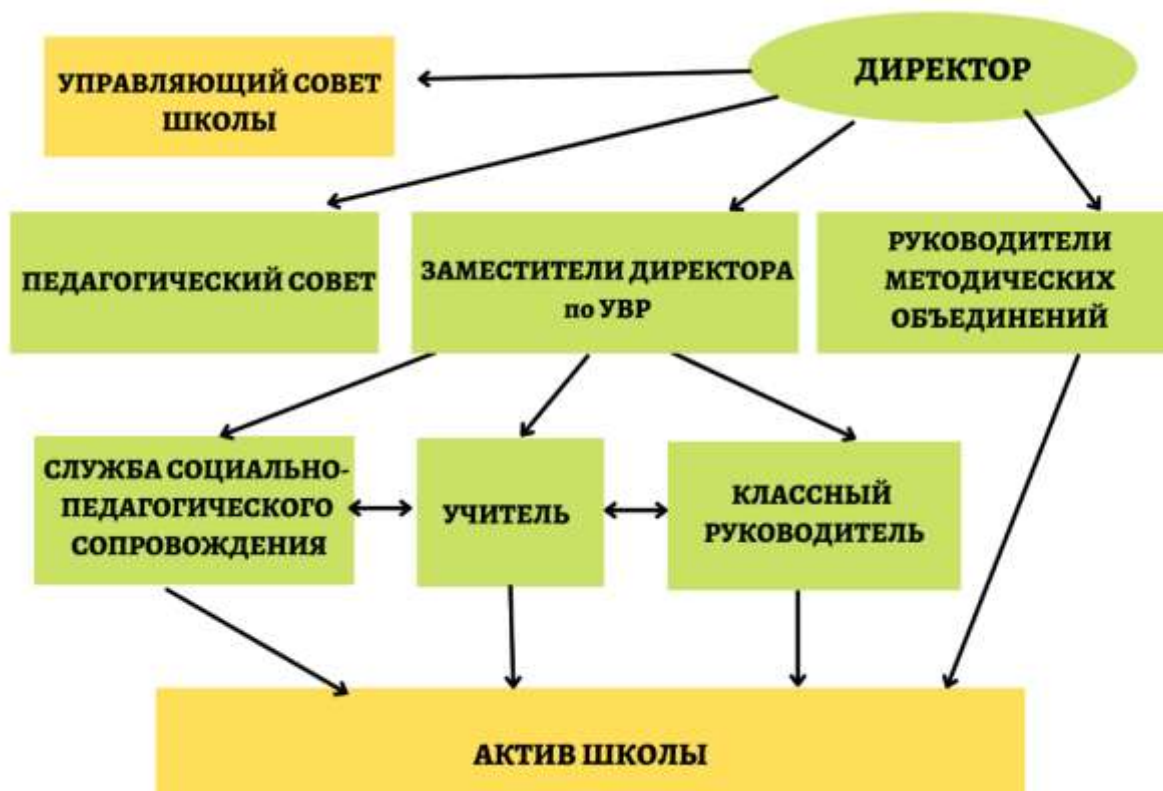 УПРАВЛЯЮЩИЙ СОВЕТ
ШКОЛЫ
ДИРЕКТОР
ПЕДАГОГИЧЕСКИЙ СОВЕТ
ЗАМЕСТИТЕЛИ ДИРЕКТОРА
по УВР
РУКОВОДИТЕЛИ
МЕТОДИЧЕСКИХ
ОБЪЕДИНЕНИЙ
СЛУЖБА СОЦИАЛЬНО-
ПЕДАГОГИЧЕСКОГО
СОПРОВОЖДЕНИЯ
УЧИТЕЛЬ
КЛАССНЫЙ
РУКОВОДИТЕЛЬ
АКТИВ ШКОЛЫ